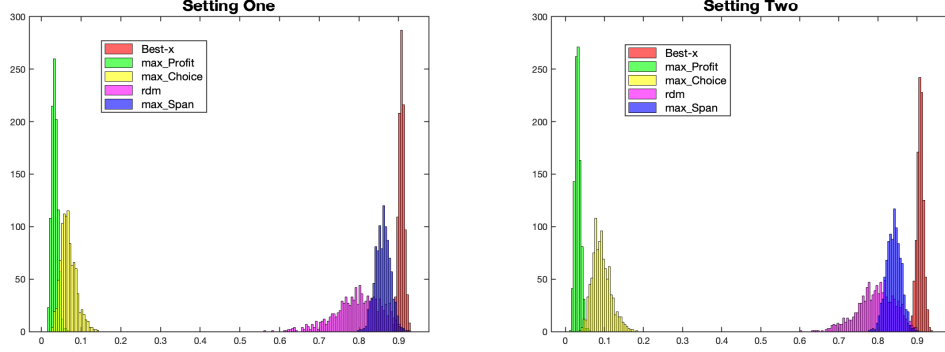 Setting One
300
250
200
150
100
50
0
0 0.1 0.2 0.3 0.4 0.5 0.6 0.7 0.8 0.9
Best-x
max_Profit
max_Choice
rdm
max_Span
Setting Two
300
250
200
150
100
50
0
0 0.1 0.2 0.3 0.4 0.5 0.6 0.7 0.8 0.9
Best-x
max_Profit
max_Choice
rdm
max_Span